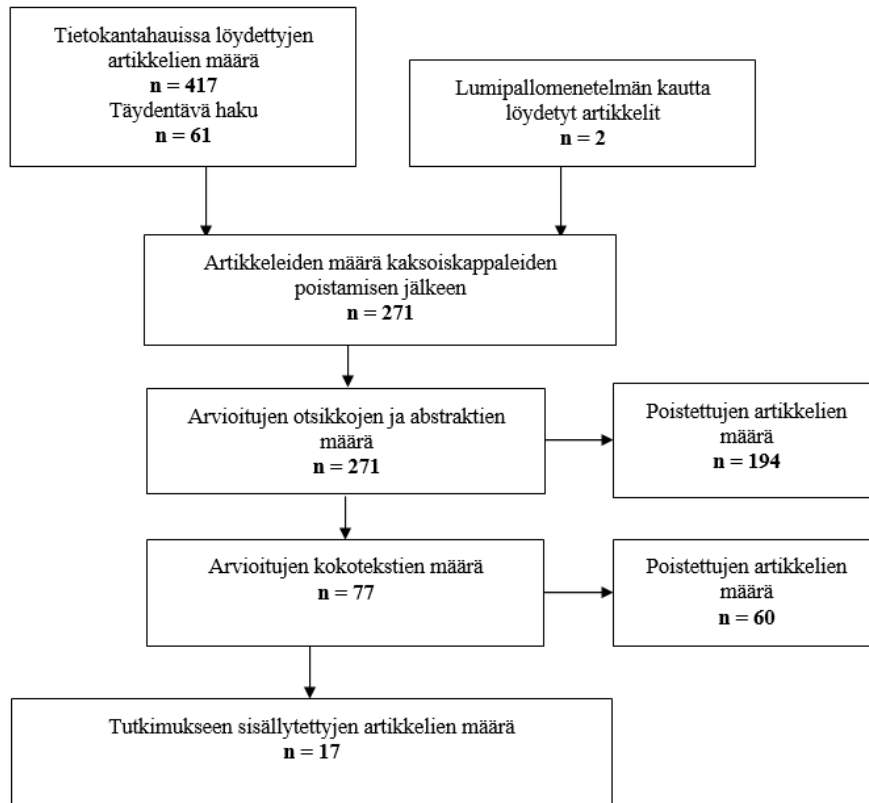 Tietokantahauissa löydettyjen
artikkelien määrä
n = 417
Täydentävä haku
n = 61
Lumipallomenetelmän kautta
löydetyt artikkelit
n = 2
Artikkeleiden määrä kaksoiskappaleiden
poistamisen jälkeen
n = 271
Arvioitujen otsikkojen ja abstraktien
määrä
n = 271
Poistettujen artikkelien
määrä
n = 194
Arvioitujen kokotekstien määrä
n = 77
Poistettujen artikkelien
määrä
n = 60
Tutkimukseen sisällytettyjen artikkelien määrä
n = 17